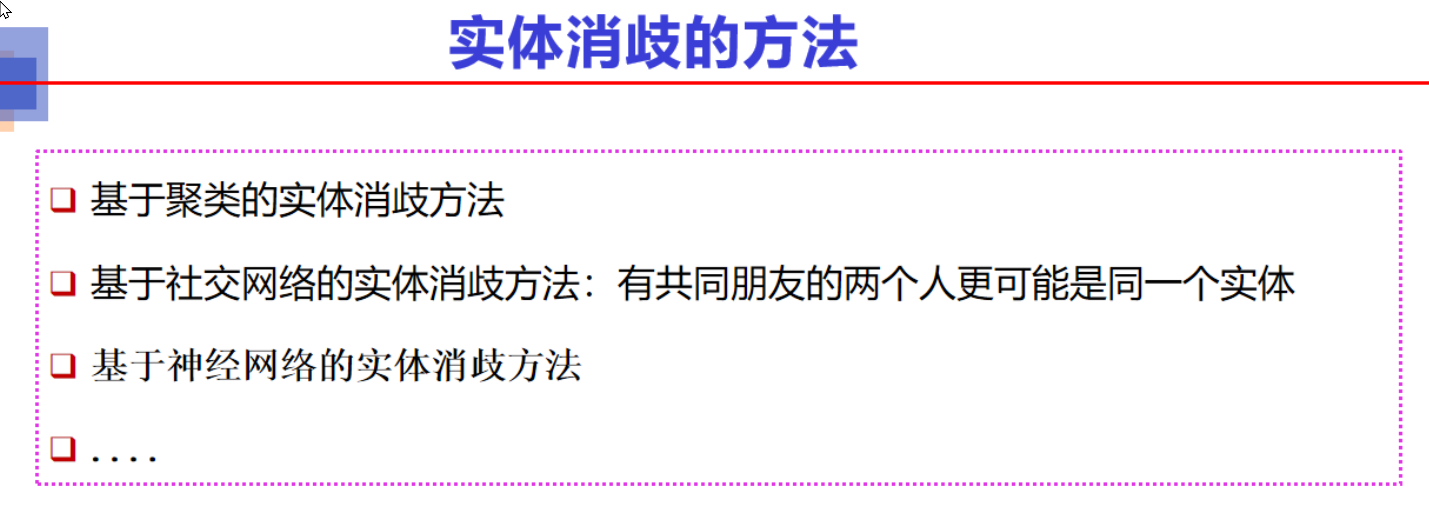 实体消歧的方法
基于聚类的实体消歧方法
基于社交网络的实体消歧方法：有共同朋友的两个人更可能是同一个实体
基于神经网络的实体消歧方法
....